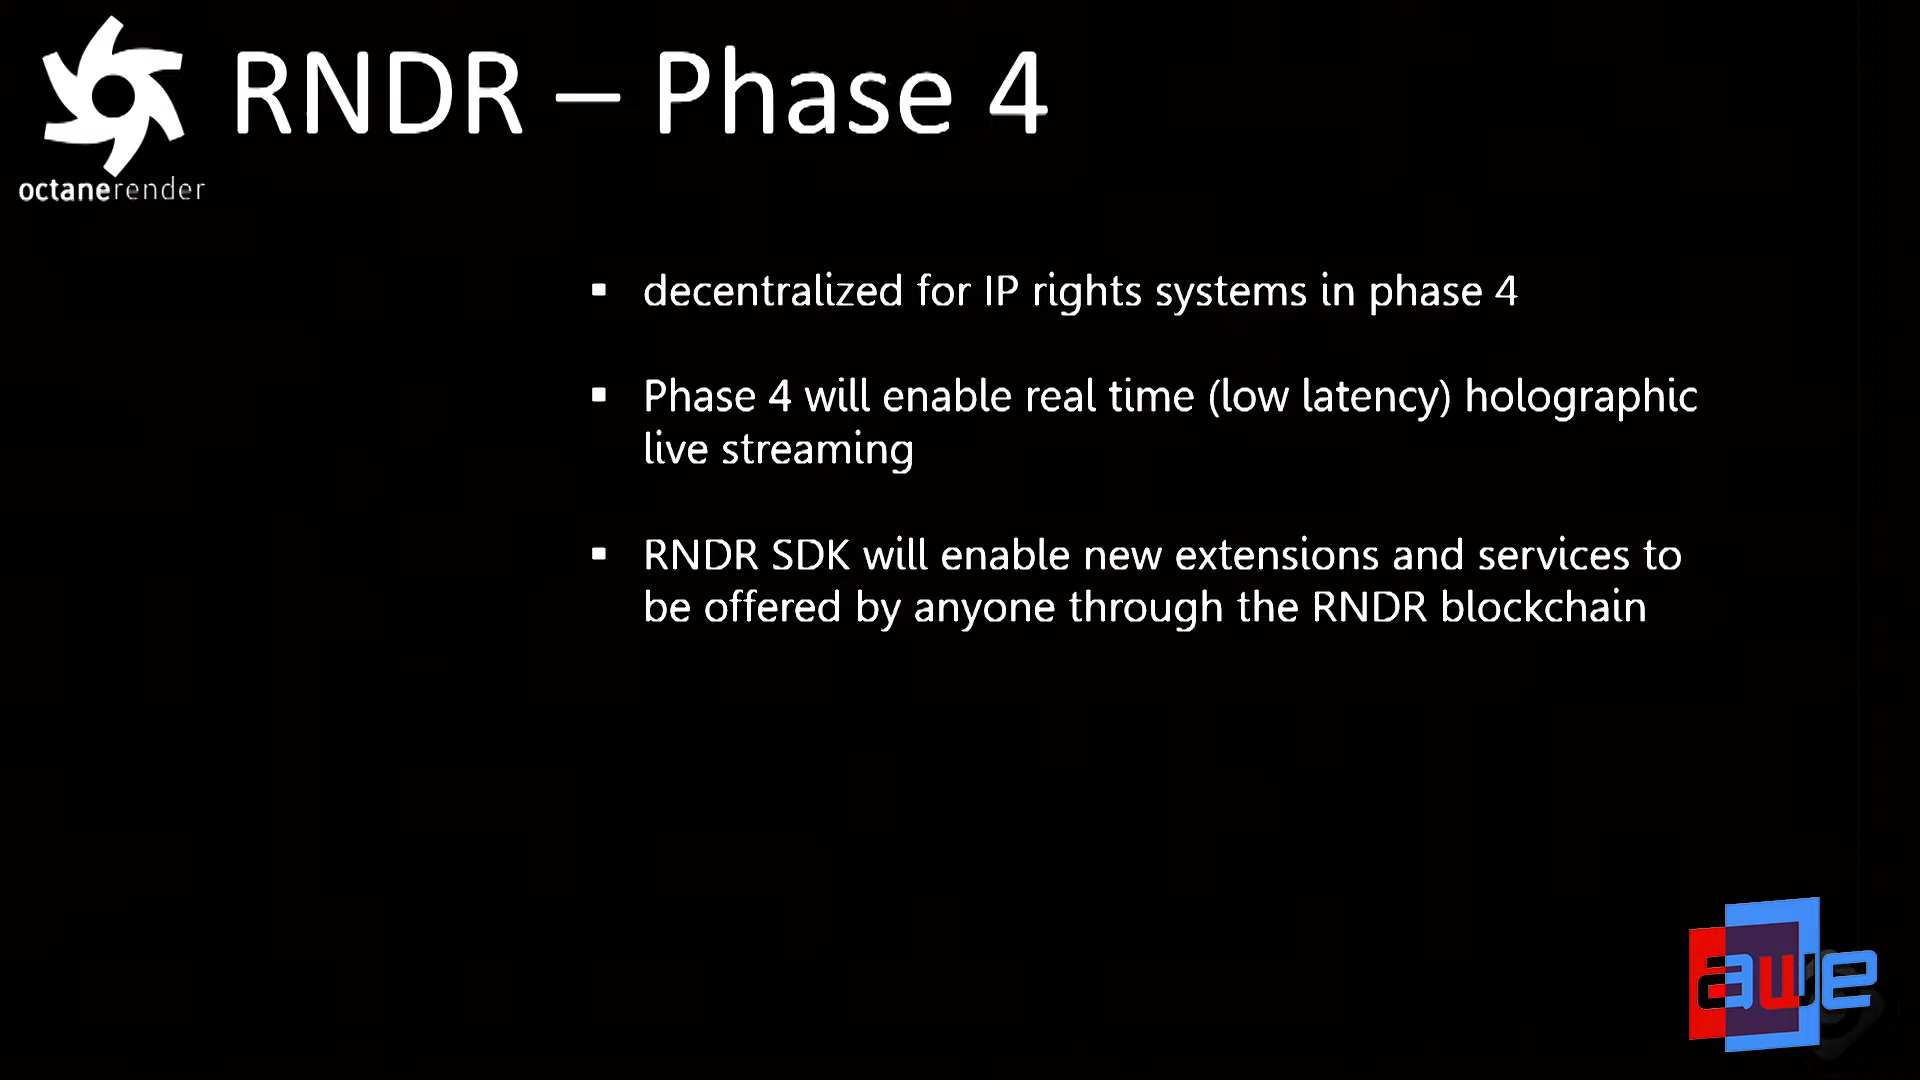 RNDR – Phase 4
octanerender
▪ decentralized for IP rights systems in phase 4
▪ Phase 4 will enable real time (low latency) holographic
live streaming
▪ RNDR SDK will enable new extensions and services to
be offered by anyone through the RNDR blockchain
awe